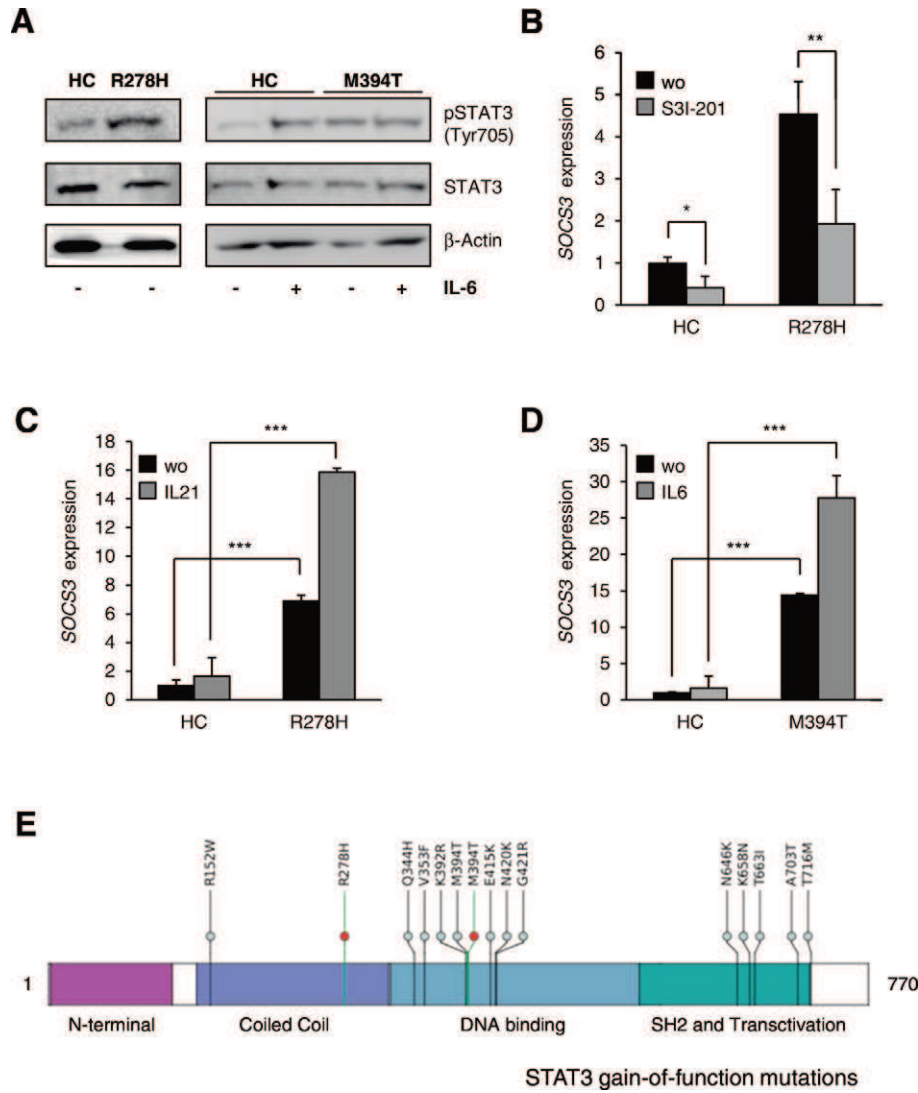 A
HC R278H
HC M394T
pSTAT3
(Tyr705)
STAT3
β-Actin
- - - + - + IL-6
B
SOCS3 expression
6
5
4
3
2
1
0
wo
S3I-201
*
**
HC R278H
C
SOCS3 expression
18
16
14
12
10
8
6
4
2
0
wo
IL21
***
***
HC R278H
D
SOCS3 expression
35
30
25
20
15
10
5
0
wo
IL6
***
***
HC M394T
E
R152W
R278H
Q344H
V353F
K392R
M394T
M394T
E415K
N420K
G421R
N646K
K658N
T663I
A703T
T716M
1 770
N-terminal Coiled Coil DNA binding SH2 and Transctivation
STAT3 gain-of-function mutations